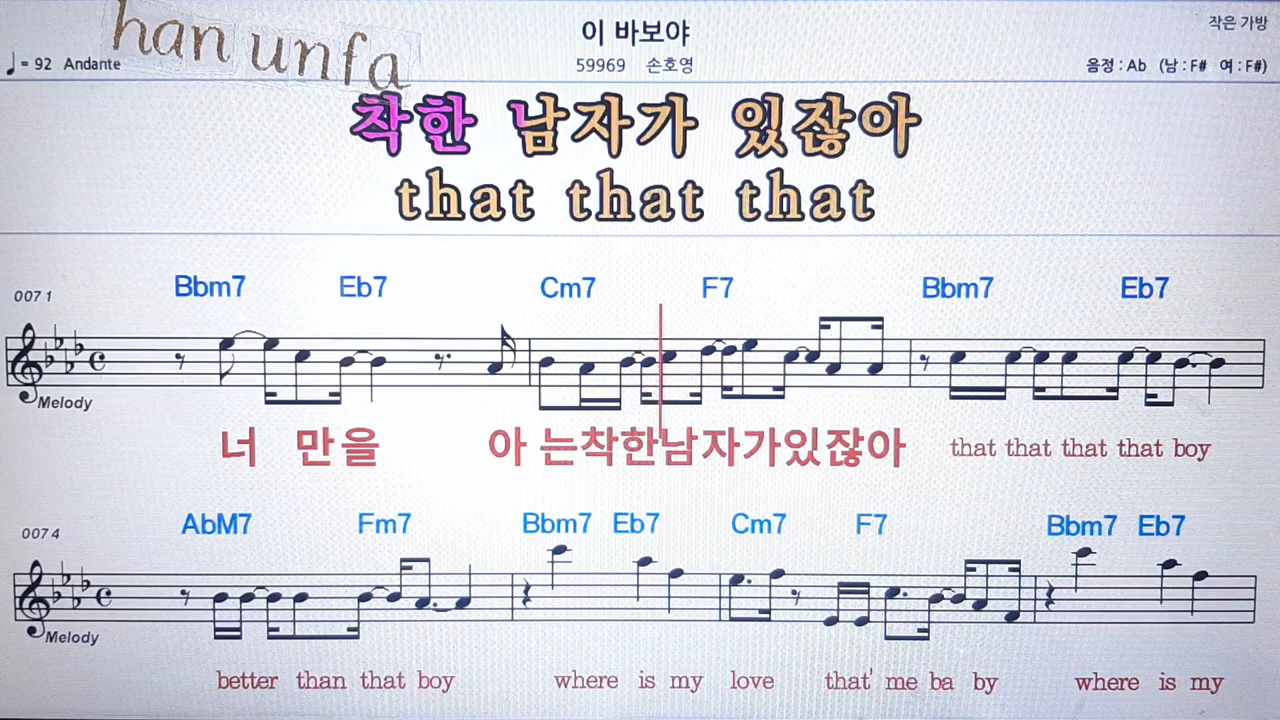 han unfa
이 바보야
작은 가방
♩= 92 Andante
59969 손호영
음정 : Ab (남 : F# 여 : F#)
착한 남자가 있잖아
that that that
Bbm7 Eb7 Cm7 F7 Bbm7 Eb7
0071
Melody
너 만을 아 는착한남자가있잖아 that that that that boy
AbM7 Fm7 Bbm7 Eb7 Cm7 F7 Bbm7 Eb7
0074
Melody
better than that boy where is my love that' me ba by where is my